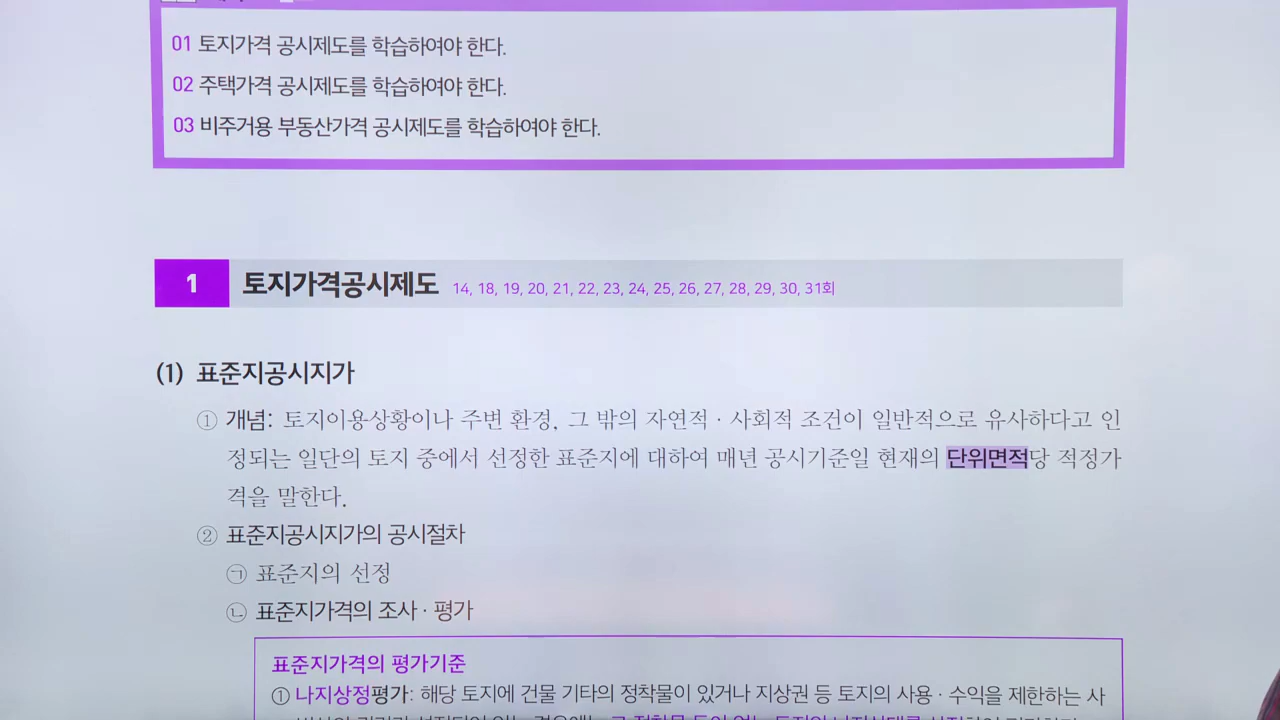 01 토지가격 공시제도를 학습하여야 한다.
02 주택가격 공시제도를 학습하여야 한다.
03 비주거용 부동산가격 공시제도를 학습하여야 한다.
1 토지가격공시제도 14, 18, 19, 20, 21, 22, 23, 24, 25, 26, 27, 28, 29, 30, 31회
(1) 표준지공시지가
① 개념: 토지이용상황이나 주변 환경, 그 밖의 자연적·사회적 조건이 일반적으로 유사하다고 인
정되는 일단의 토지 중에서 선정한 표준지에 대하여 매년 공시기준일 현재의 단위면적당 적정가
격을 말한다.
② 표준지공시지가의 공시절차
㉠ 표준지의 선정
㉡ 표준지가격의 조사·평가
표준지가격의 평가기준
① 나지상정평가: 해당 토지에 건물 기타의 정착물이 있거나 지상권 등 토지의 사용·수익을 제한하는 사